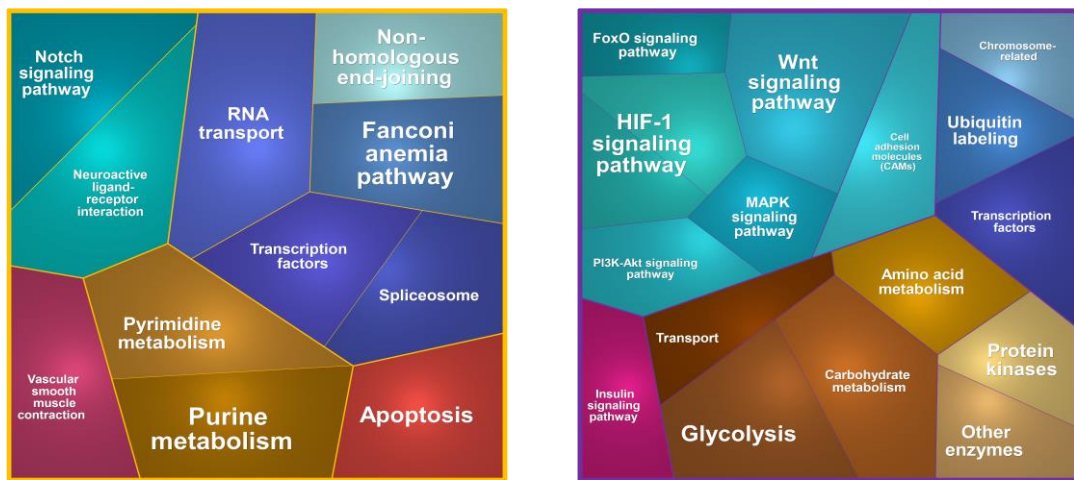 Notch
signaling
pathway
Non-
homologous
end-joining
RNA
transport
Fanconi
anemia
pathway
Neuroactive
ligand-
receptor
interaction
Transcription
factors
Spliceosome
Pyrimidine
metabolism
Vascular
smooth
muscle
contraction
Purine
metabolism
Apoptosis
FoxO signaling
pathway
Wnt
signaling
pathway
Chromosome-
related
HIF-1
signaling
pathway
Cell
adhesion
molecules
(CAMs)
Ubiquitin
labeling
MAPK
signaling
pathway
Transcription
factors
PI3K-Akt signaling
pathway
Amino acid
metabolism
Transport
Protein
kinases
Insulin
signaling
pathway
Carbohydrate
metabolism
Glycolysis
Other
enzymes